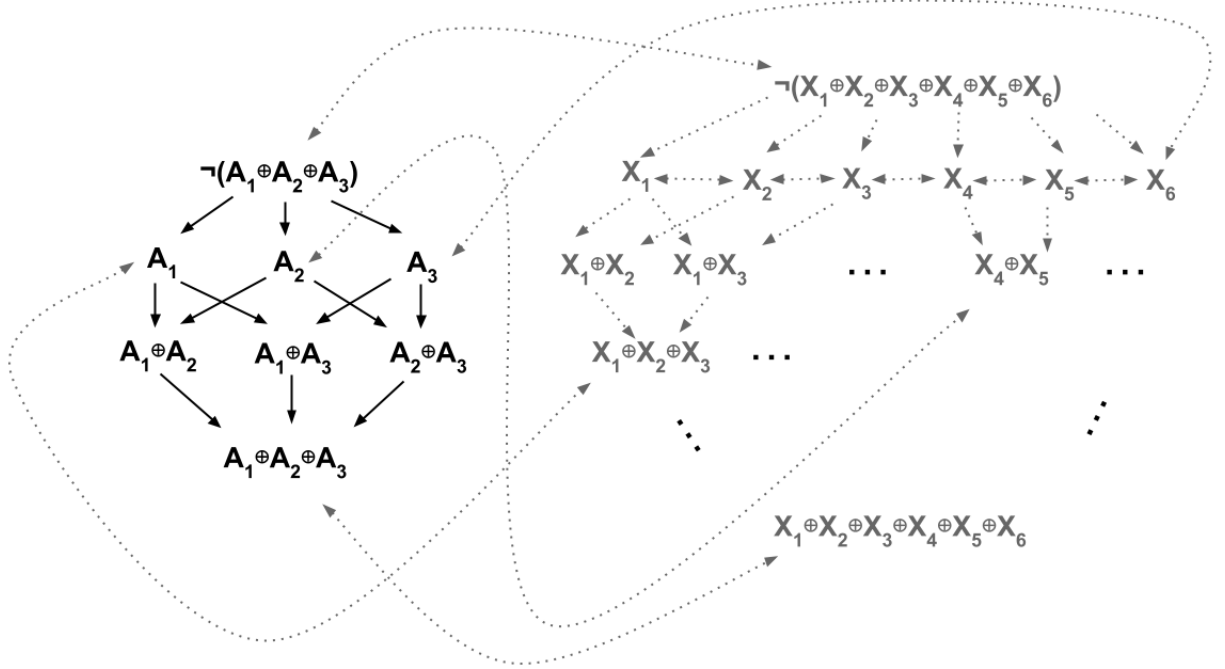 ¬(X₁⊕X₂⊕X₃⊕X₄⊕X₅⊕X₆)
¬(A₁⊕A₂⊕A₃)
X₁ X₂ X₃ X₄ X₅ X₆
A₁ A₂ A₃
X₁⊕X₂ X₁⊕X₃ ... X₄⊕X₅ ...
A₁⊕A₂ A₁⊕A₃ A₂⊕A₃
X₁⊕X₂⊕X₃ ...
A₁⊕A₂⊕A₃
X₁⊕X₂⊕X₃⊕X₄⊕X₅⊕X₆